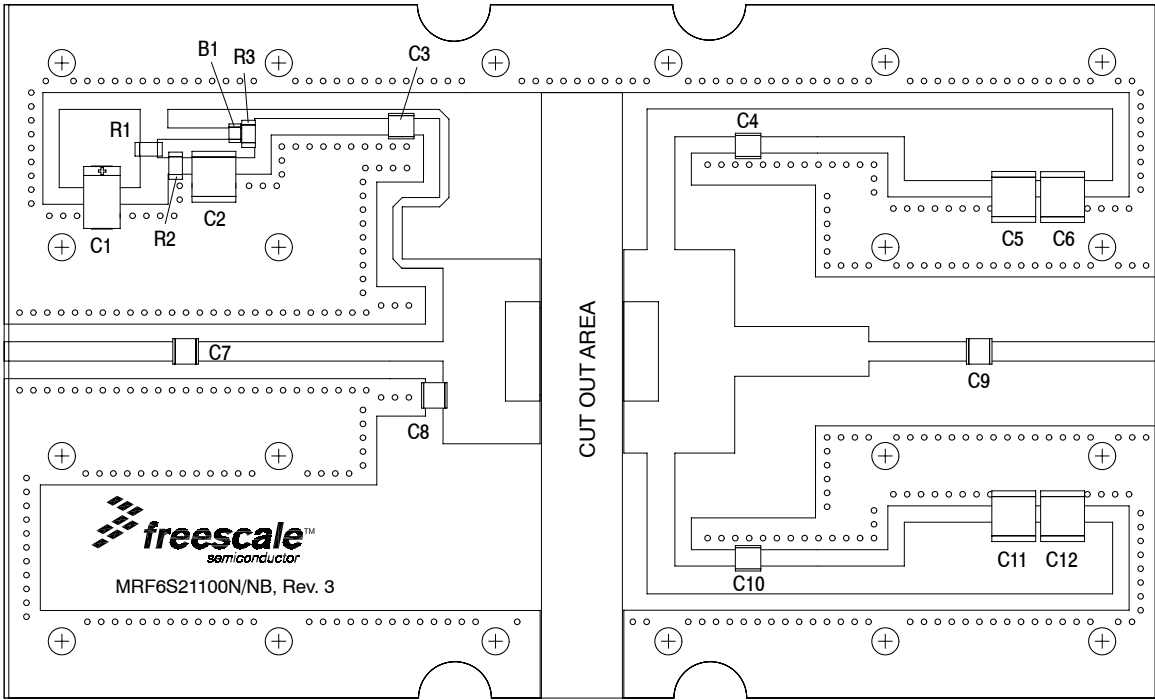 B1
R3
C3
R1
C4
C2
C5 C6
R2
C1
CUT OUT AREA
C7
C9
C8
freescale™
semiconductor
MRF6S21100N/NB, Rev. 3
C11 C12
C10